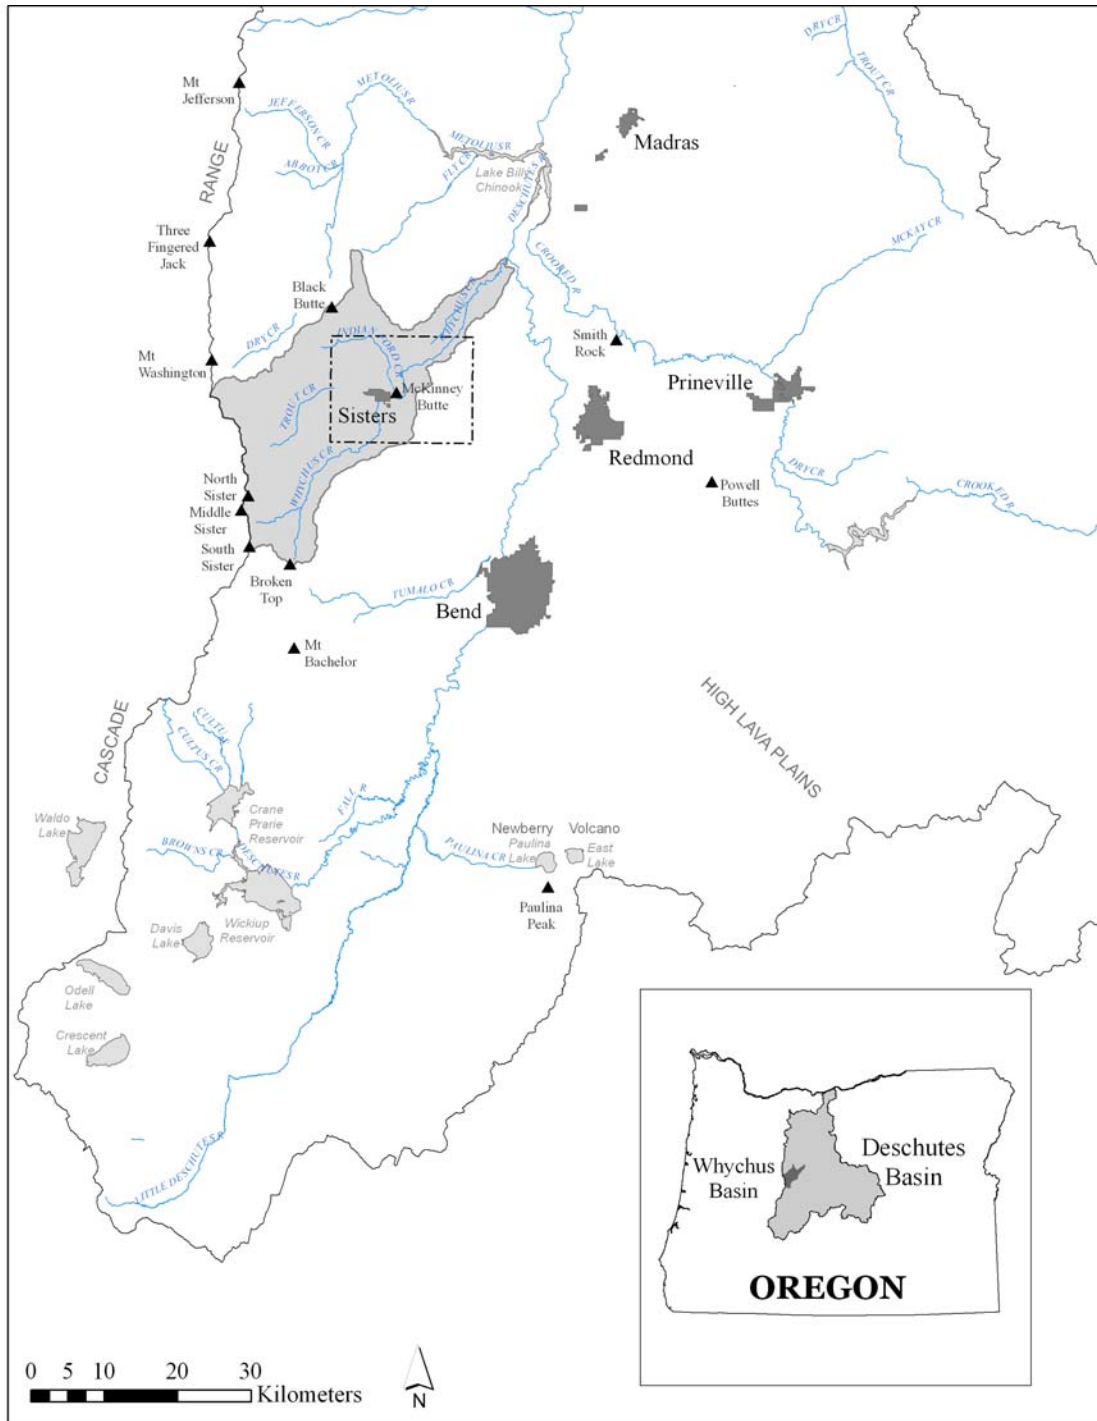 DRY CR
TROUT CR
Mt
Jefferson
METOLIUS R
JEFFERSON CR
ABBOT CR
METOLIUS R
FLY CR
Lake Billy
Chinook
DESCHUTES R
Madras
RANGE
Three
Fingered
Jack
MCKAY CR
CROOKED R
Black
Butte
WHYCHUS CR
DRY CR
INDIAN FORD CR
Mt
Washington
Smith
Rock
Prineville
McKinney
Butte
TROUT CR
Sisters
Redmond
WHYCHUS CR
DRY CR
North
Sister
Middle
Sister
Powell
Buttes
CROOKED R
South
Sister
Broken
Top
TUMALO CR
Bend
Mt
Bachelor
HIGH LAVA PLAINS
CASCADE
CULTU
CULTUS CR
Crane
Prarie
Reservoir
FALL R
Waldo
Lake
BROWNS CR
DESCHUTES R
PAULINA CR
Newberry Volcano
Paulina
Lake
East
Lake
Paulina
Peak
Wickiup
Reservoir
Davis
Lake
Odell
Lake
Crescent
Lake
LITTLE DESCHUTES R
Whychus
Basin
Deschutes
Basin
OREGON
0 5 10 20 30
Kilometers
N